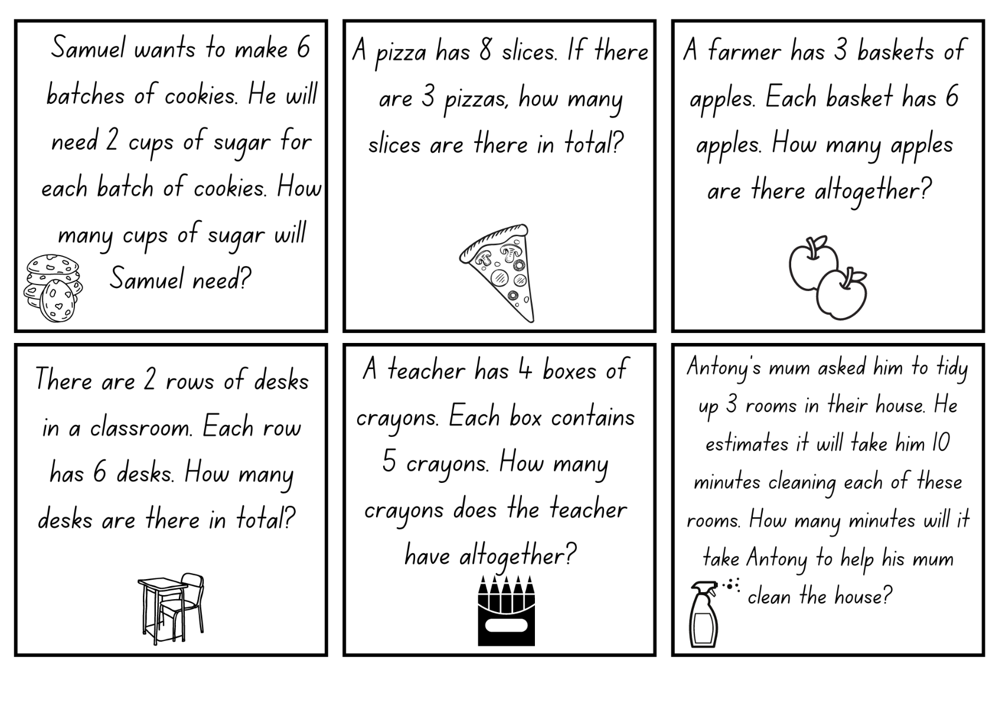 Samuel wants to make 6
batches of cookies. He will
need 2 cups of sugar for
each batch of cookies. How
many cups of sugar will
Samuel need?
A pizza has 8 slices. If there
are 3 pizzas, how many
slices are there in total?
A farmer has 3 baskets of
apples. Each basket has 6
apples. How many apples
are there altogether?
There are 2 rows of desks
in a classroom. Each row
has 6 desks. How many
desks are there in total?
A teacher has 4 boxes of
crayons. Each box contains
5 crayons. How many
crayons does the teacher
have altogether?
Antony's mum asked him to tidy
up 3 rooms in their house. He
estimates it will take him 10
minutes cleaning each of these
rooms. How many minutes will it
take Antony to help his mum
clean the house?